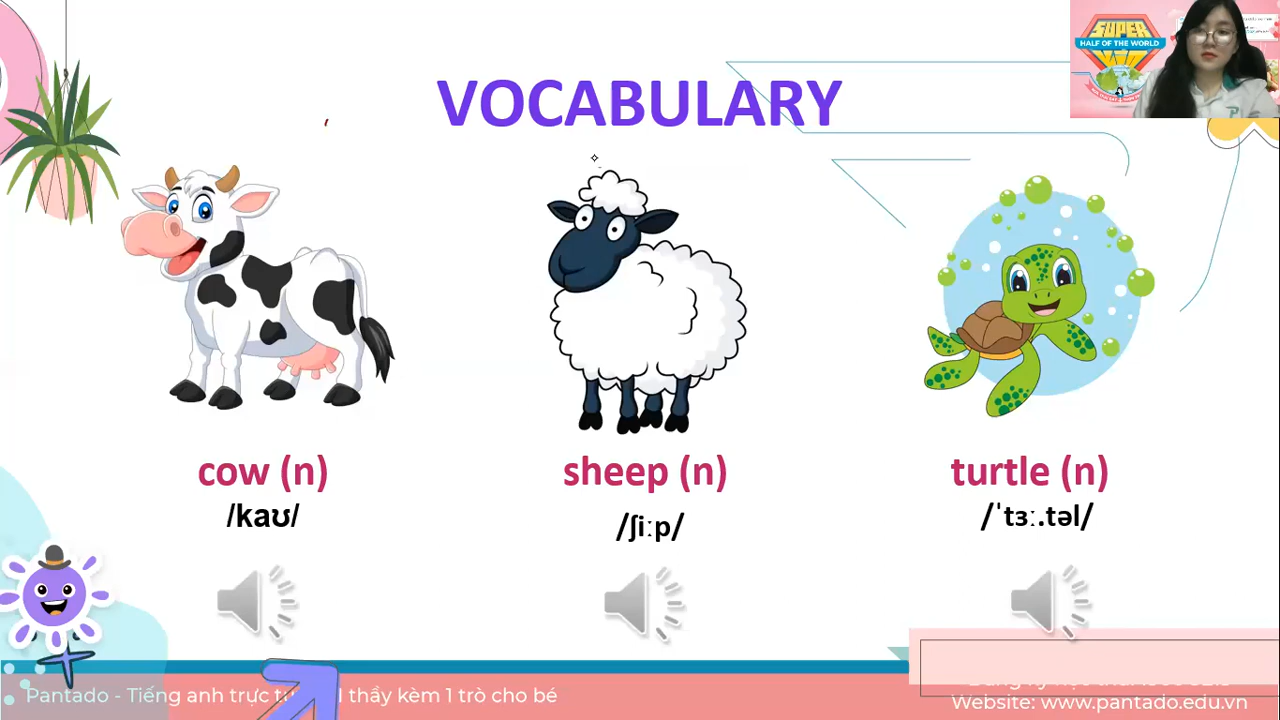 SUPER
HALF OF THE WORLD
VOCABULARY
cow (n)
sheep (n)
turtle (n)
/kaʊ/
/ʃiːp/
/ˈtɜː.təl/
Pantado - Tiếng anh trực thầy kèm 1 trò cho bé
Website: www.pantado.edu.vn